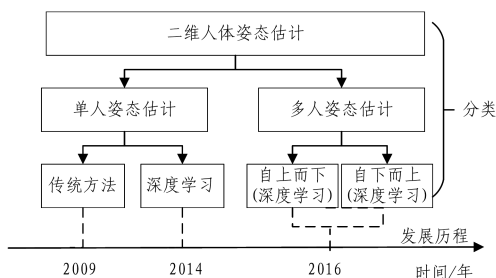 二维人体姿态估计
单人姿态估计
多人姿态估计
分类
传统方法
深度学习
自上而下
(深度学习)
自下而上
(深度学习)
发展历程
2009
2014
2016
时间/年